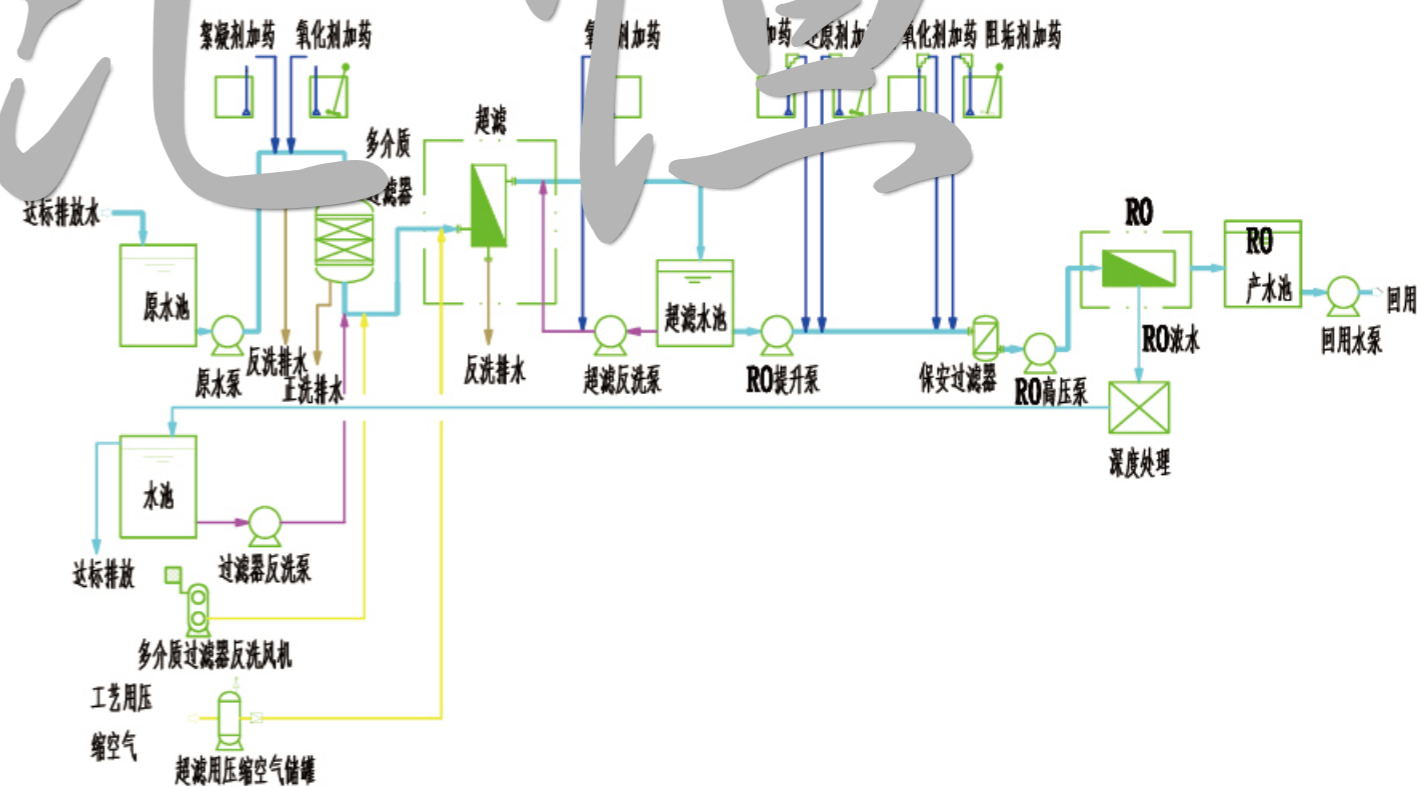 絮凝剂加药 氧化剂加药
剂加药
加药
原剂加
氧化剂加药 阻垢剂加药
超滤
多介质
滤器
达标排放水
RO
RO
产水池
原水池
超滤水池
回用
反洗排水
正洗排水
反洗排水
RO浓水
回用水泵
原水泵
超滤反洗泵
RO提升泵
保安过滤器
RO高压泵
深度处理
水池
达标排放
过滤器反洗泵
多介质过滤器反洗风机
工艺用压
缩空气
超滤用压缩空气储罐